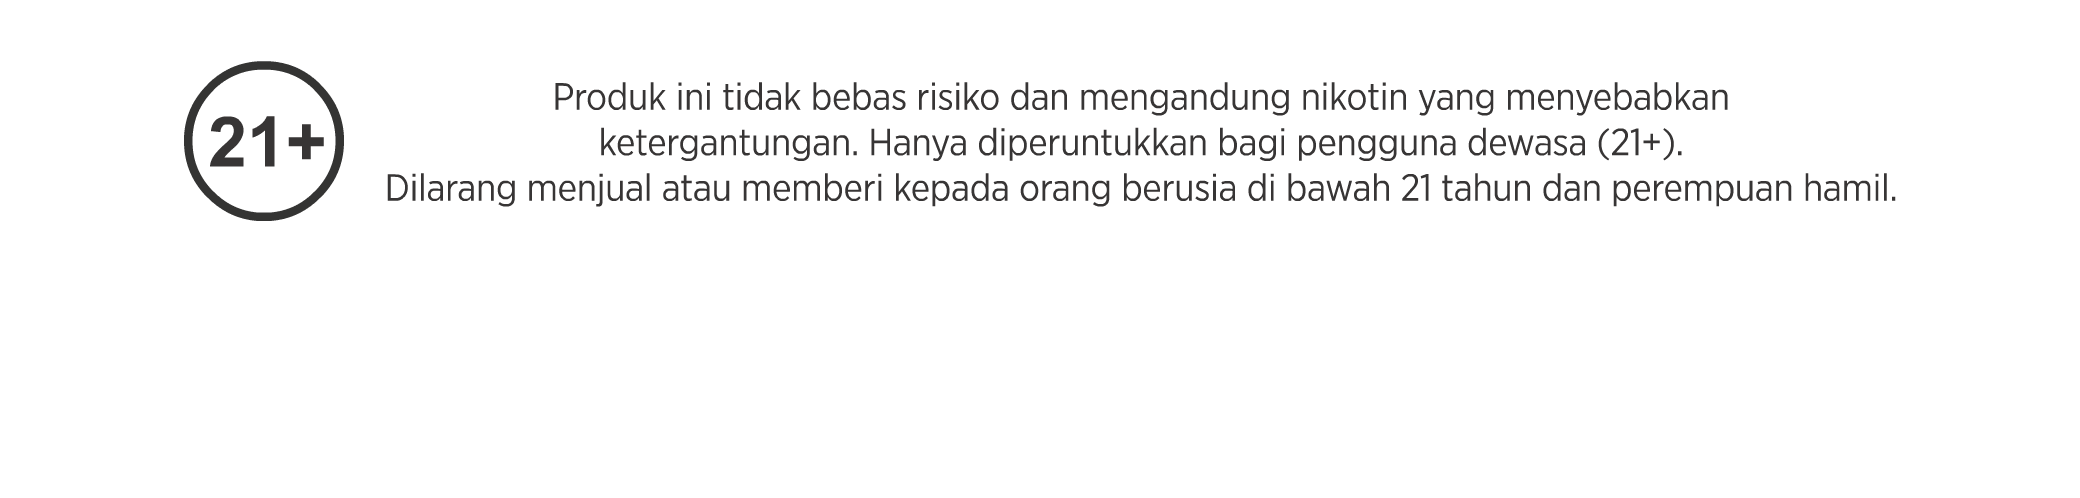 21+
Produk ini tidak bebas risiko dan mengandung nikotin yang menyebabkan
ketergantungan. Hanya diperuntukkan bagi pengguna dewasa (21+).
Dilarang menjual atau memberi kepada orang berusia di bawah 21 tahun dan perempuan hamil.